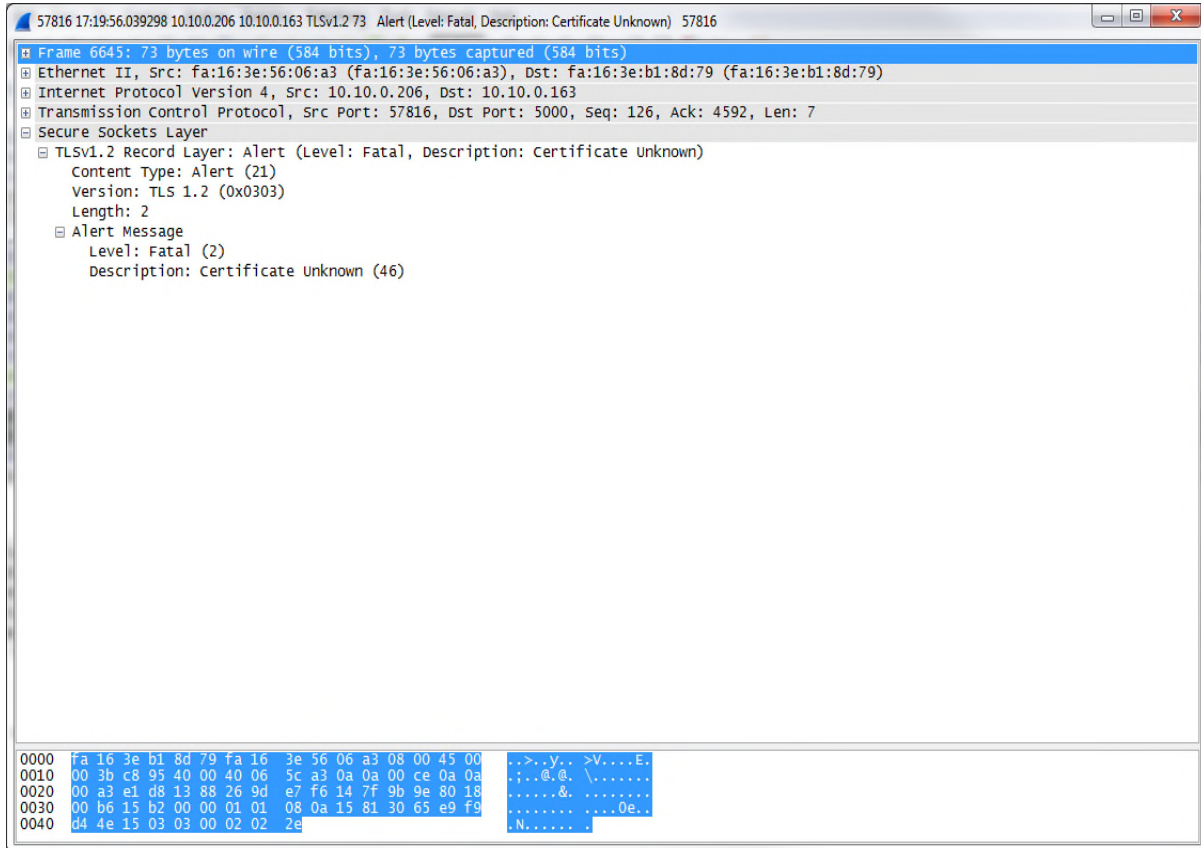 57816 17:19:56.039298 10.10.0.206 10.10.0.163 TLSv1.2 73 Alert (Level: Fatal, Description: Certificate Unknown) 57816
Frame 6645: 73 bytes on wire (584 bits), 73 bytes captured (584 bits)
Ethernet II, Src: fa:16:3e:56:06:a3 (fa:16:3e:56:06:a3), Dst: fa:16:3e:b1:8d:79 (fa:16:3e:b1:8d:79)
Internet Protocol Version 4, Src: 10.10.0.206, Dst: 10.10.0.163
Transmission Control Protocol, Src Port: 57816, Dst Port: 5000, Seq: 126, Ack: 4592, Len: 7
Secure Sockets Layer
TLSv1.2 Record Layer: Alert (Level: Fatal, Description: Certificate Unknown)
Content Type: Alert (21)
Version: TLS 1.2 (0x0303)
Length: 2
Alert Message
Level: Fatal (2)
Description: Certificate Unknown (46)
0000 fa 16 3e b1 8d 79 fa 16 3e 56 06 a3 08 00 45 00 ..>..y.. >V....E.
0010 00 3b c8 95 40 00 40 06 5c a3 0a 0a 00 ce 0a 0a .;..@.@. \.......
0020 00 a3 e1 d8 13 88 26 9d e7 f6 14 7f 9b 9e 80 18 ......&. ........
0030 00 b6 15 b2 00 00 01 01 08 0a 15 81 30 65 e9 f9 ........ ....0e..
0040 d4 4e 15 03 03 00 02 02 2e .N...... .